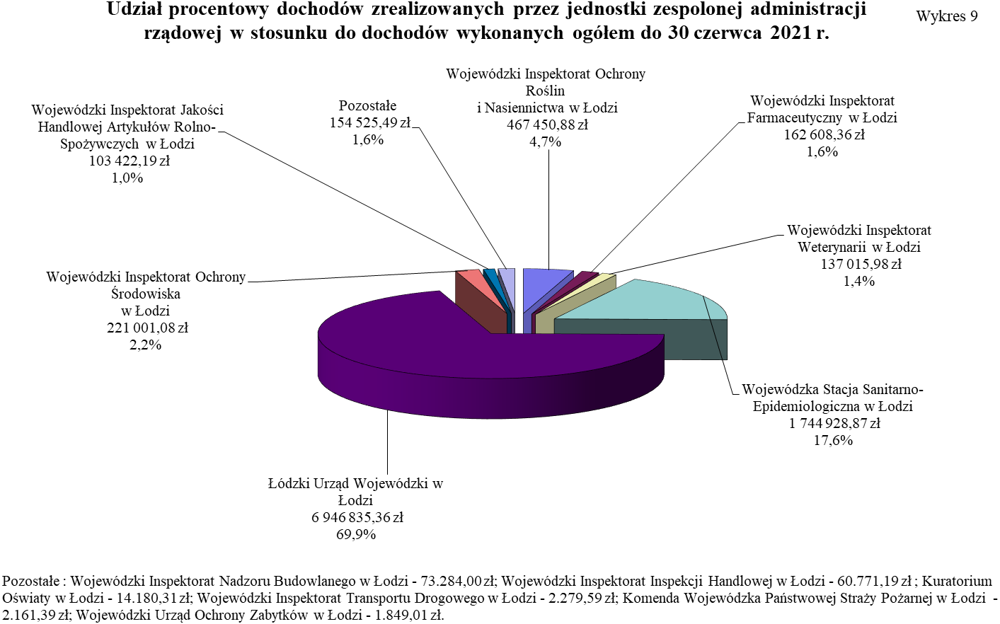 Udział procentowy dochodów zrealizowanych przez jednostki zespolonej administracji
rządowej w stosunku do dochodów wykonanych ogółem do 30 czerwca 2021 r.
Wykres 9
Wojewódzki Inspektorat Jakości
Handlowej Artykułów Rolno-
Spożywczych w Łodzi
103 422,19 zł
1,0%
Pozostałe
154 525,49 zł
1,6%
Wojewódzki Inspektorat Ochrony
Roślin
i Nasiennictwa w Łodzi
467 450,88 zł
4,7%
Wojewódzki Inspektorat
Farmaceutyczny w Łodzi
162 608,36 zł
1,6%
Wojewódzki Inspektorat
Weterynarii w Łodzi
137 015,98 zł
1,4%
Wojewódzki Inspektorat Ochrony
Środowiska
w Łodzi
221 001,08 zł
2,2%
Wojewódzka Stacja Sanitarno-
Epidemiologiczna w Łodzi
1 744 928,87 zł
17,6%
Łódzki Urząd Wojewódzki w
Łodzi
6 946 835,36 zł
69,9%
Pozostałe : Wojewódzki Inspektorat Nadzoru Budowlanego w Łodzi - 73.284,00 zł; Wojewódzki Inspektorat Inspekcji Handlowej w Łodzi - 60.771,19 zł ; Kuratorium
Oświaty w Łodzi - 14.180,31 zł; Wojewódzki Inspektorat Transportu Drogowego w Łodzi - 2.279,59 zł; Komenda Wojewódzka Państwowej Straży Pożarnej w Łodzi -
2.161,39 zł; Wojewódzki Urząd Ochrony Zabytków w Łodzi - 1.849,01 zł.